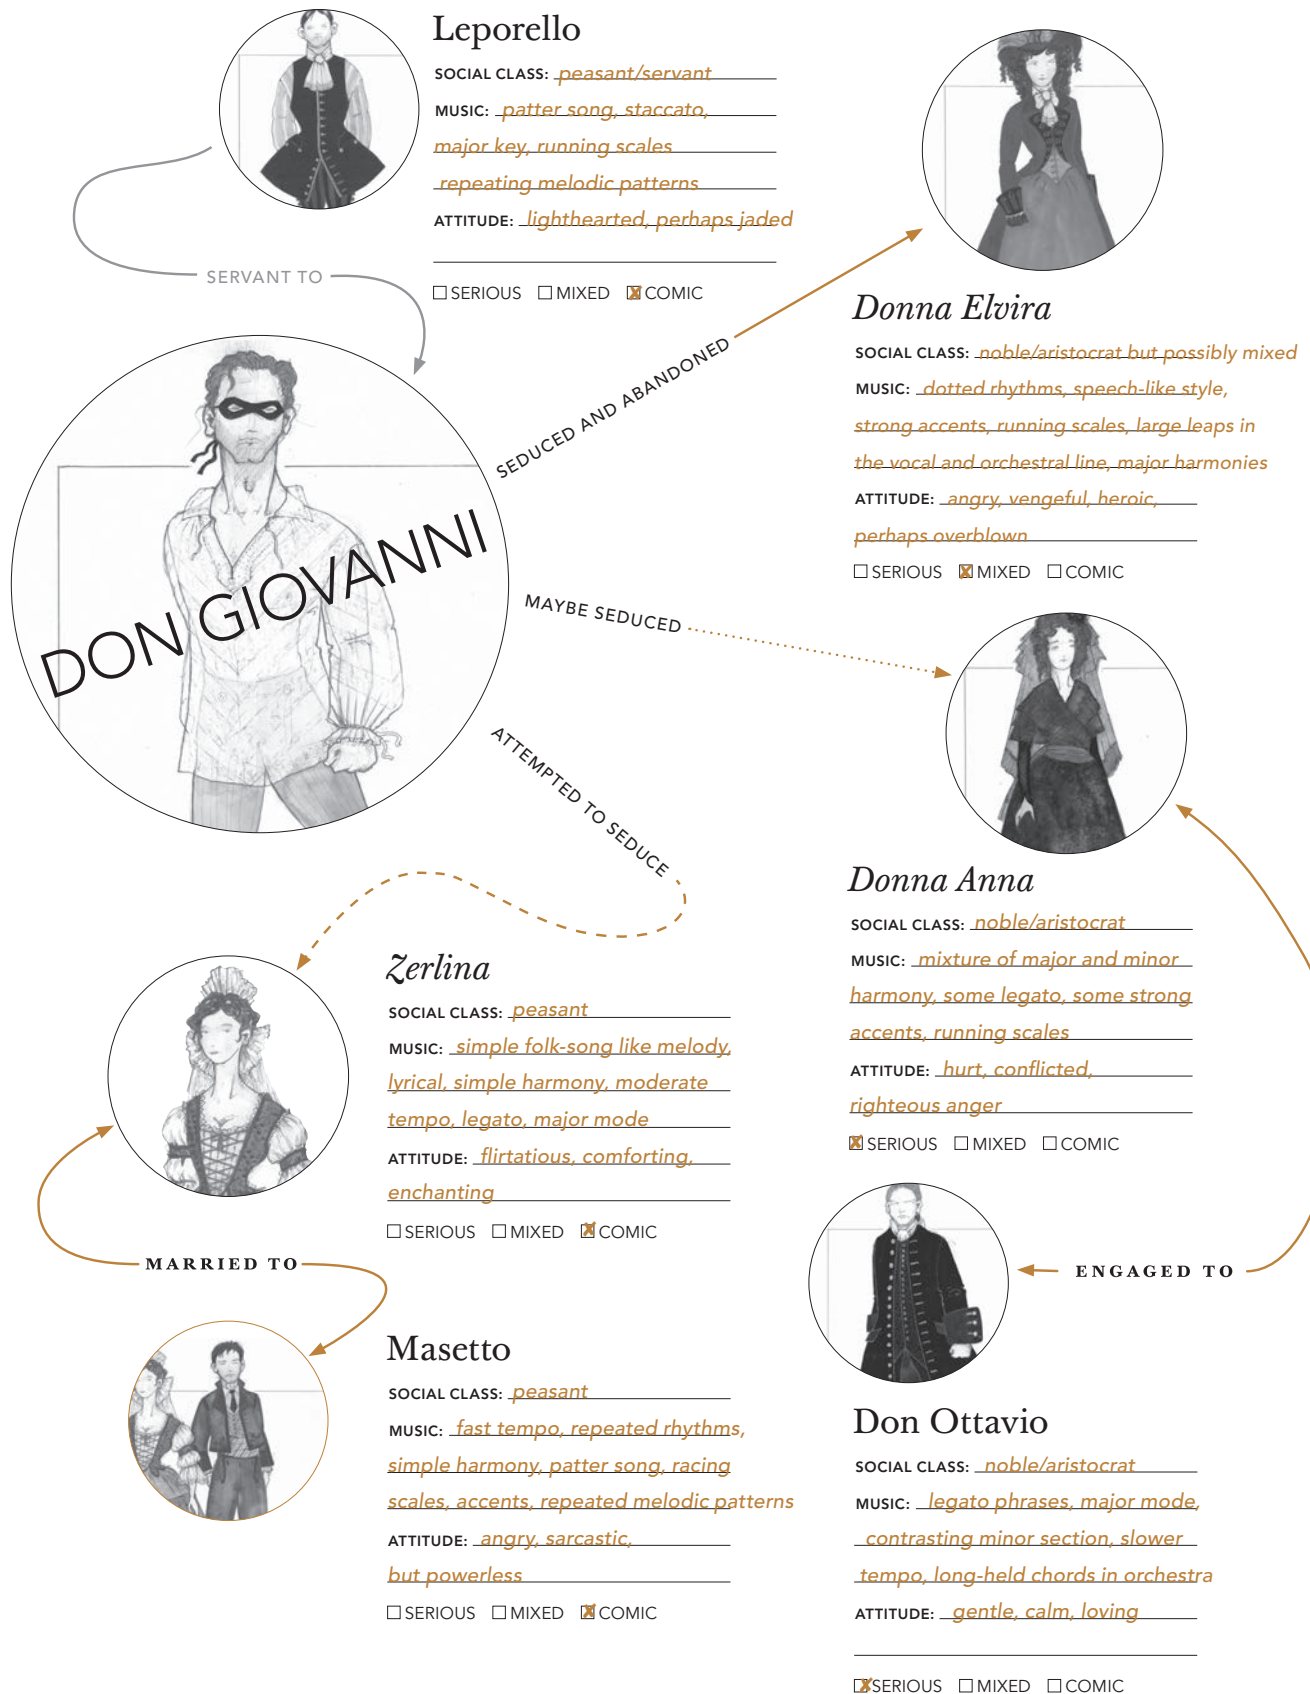 Leporello
SOCIAL CLASS: peasant/servant
MUSIC: patter song, staccato,
major key, running scales
repeating melodic patterns
ATTITUDE: lighthearted, perhaps jaded
☐ SERIOUS ☐ MIXED ☒ COMIC
SERVANT TO
DON GIOVANNI
SEDUCED AND ABANDONED
Donna Elvira
SOCIAL CLASS: noble/aristocrat but possibly mixed
MUSIC: dotted rhythms, speech-like style,
strong accents, running scales, large leaps in
the vocal and orchestral line, major harmonies
ATTITUDE: angry, vengeful, heroic,
perhaps overblown
☐ SERIOUS ☒ MIXED ☐ COMIC
MAYBE SEDUCED
Donna Anna
SOCIAL CLASS: noble/aristocrat
MUSIC: mixture of major and minor
harmony, some legato, some strong
accents, running scales
ATTITUDE: hurt, conflicted,
righteous anger
☒ SERIOUS ☐ MIXED ☐ COMIC
ATTEMPTED TO SEDUCE
Zerlina
SOCIAL CLASS: peasant
MUSIC: simple folk-song like melody,
lyrical, simple harmony, moderate
tempo, legato, major mode
ATTITUDE: flirtatious, comforting,
enchanting
☐ SERIOUS ☐ MIXED ☒ COMIC
MARRIED TO
Masetto
SOCIAL CLASS: peasant
MUSIC: fast tempo, repeated rhythms,
simple harmony, patter song, racing
scales, accents, repeated melodic patterns
ATTITUDE: angry, sarcastic,
but powerless
☐ SERIOUS ☐ MIXED ☒ COMIC
ENGAGED TO
Don Ottavio
SOCIAL CLASS: noble/aristocrat
MUSIC: legato phrases, major mode,
contrasting minor section, slower
tempo, long-held chords in orchestra
ATTITUDE: gentle, calm, loving
☒ SERIOUS ☐ MIXED ☐ COMIC